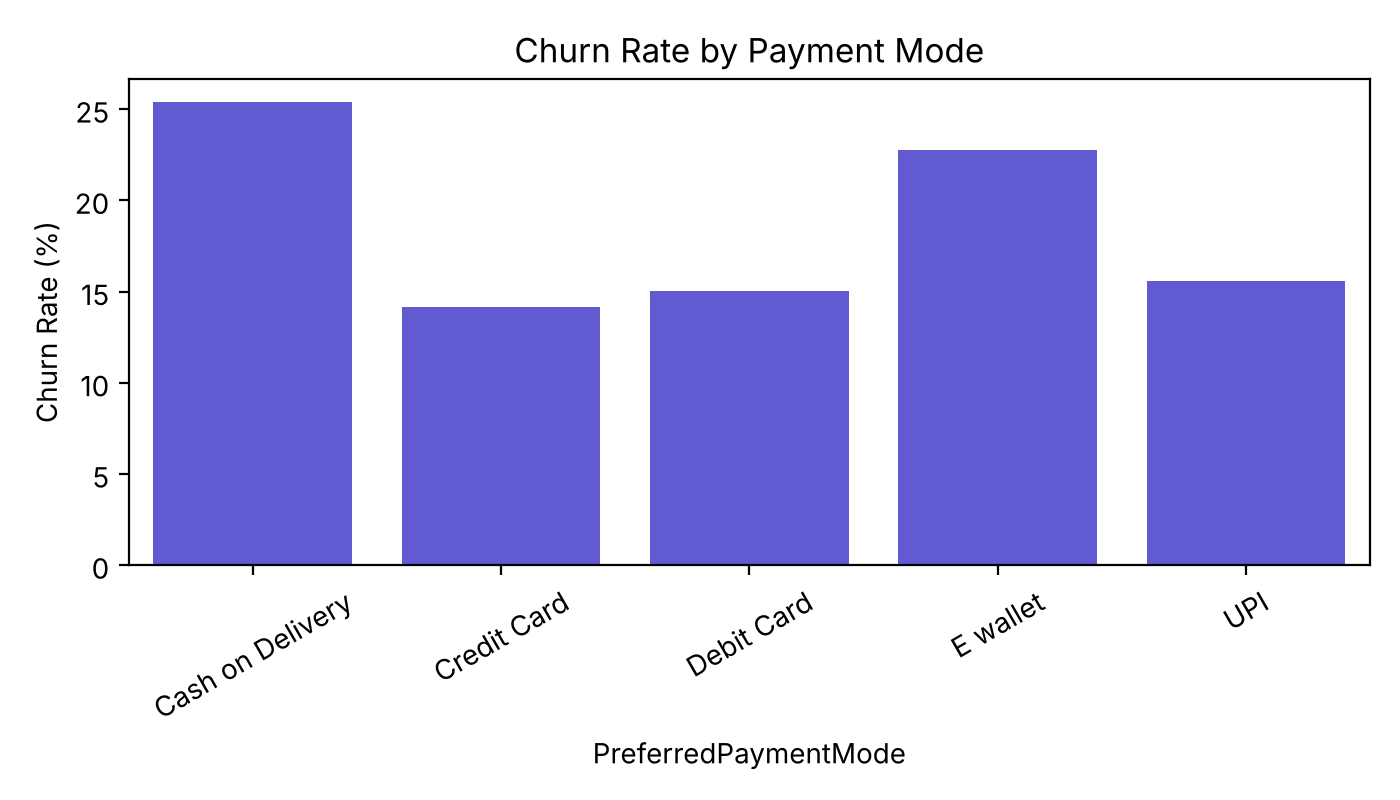 Churn Rate by Payment Mode
Churn Rate (%)
25
20
15
10
5
0
Cash on Delivery
Credit Card
Debit Card
E wallet
UPI
PreferredPaymentMode